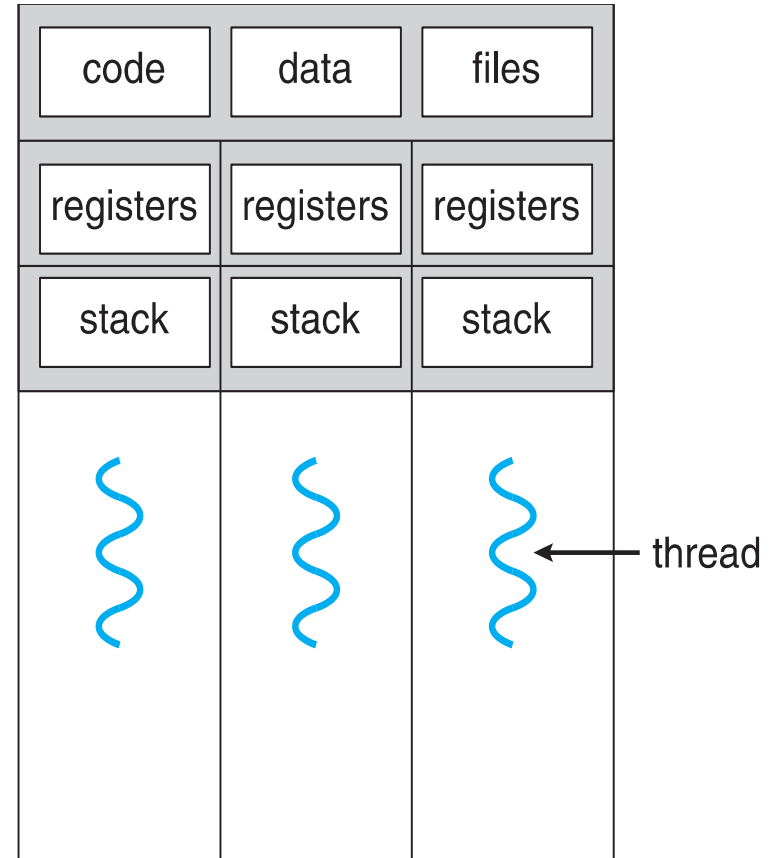 code data files
registers registers registers
stack stack stack
thread